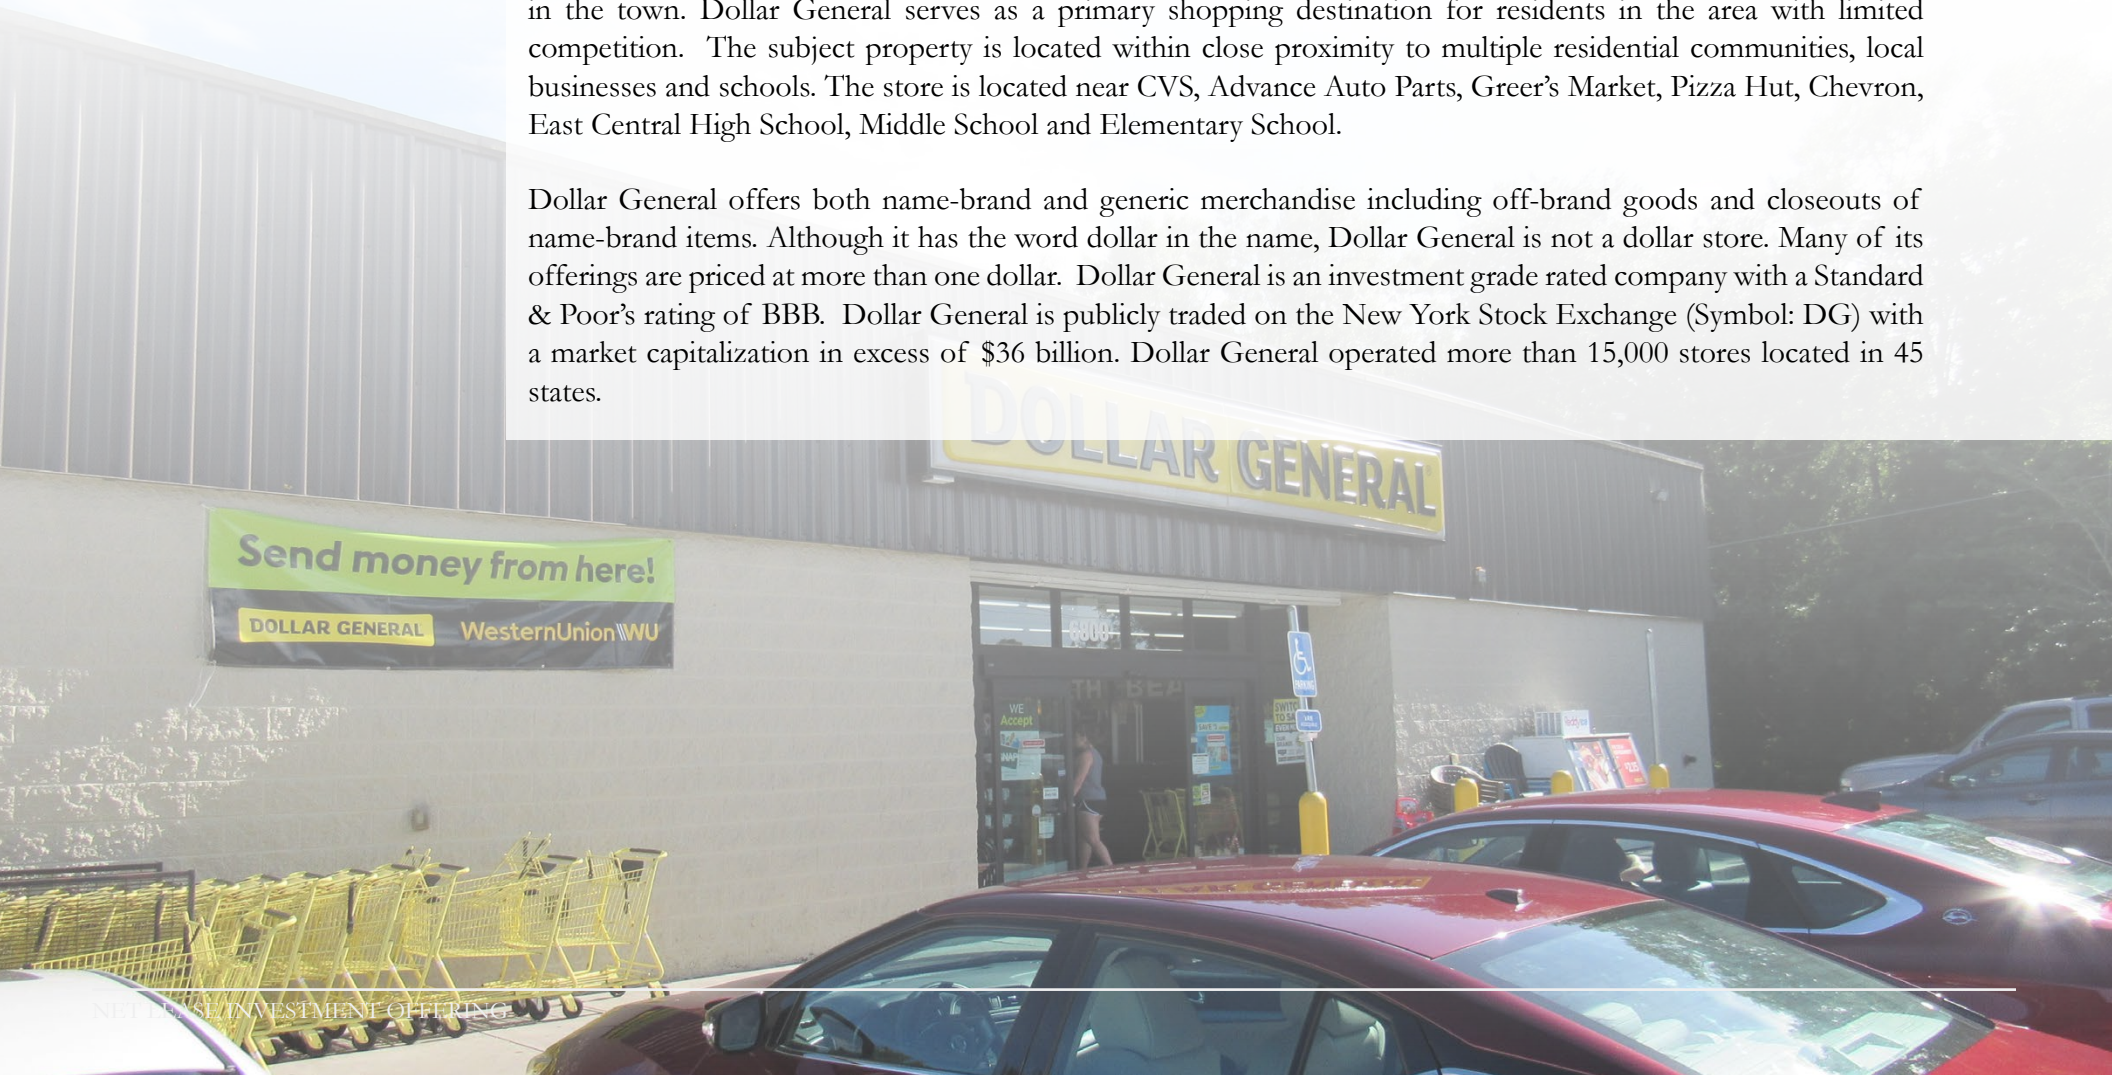 in the town. Dollar General serves as a primary shopping destination for residents in the area with limited
competition. The subject property is located within close proximity to multiple residential communities, local
businesses and schools. The store is located near CVS, Advance Auto Parts, Greer’s Market, Pizza Hut, Chevron,
East Central High School, Middle School and Elementary School.
Dollar General offers both name-brand and generic merchandise including off-brand goods and closeouts of
name-brand items. Although it has the word dollar in the name, Dollar General is not a dollar store. Many of its
offerings are priced at more than one dollar. Dollar General is an investment grade rated company with a Standard
& Poor’s rating of BBB. Dollar General is publicly traded on the New York Stock Exchange (Symbol: DG) with
a market capitalization in excess of $36 billion. Dollar General operated more than 15,000 stores located in 45
states.
DOLLAR GENERAL
Send money from here!
DOLLAR GENERAL WesternUnion WU
6800
PARKING
WE
Accept
NET LEASE INVESTMENT OFFERING